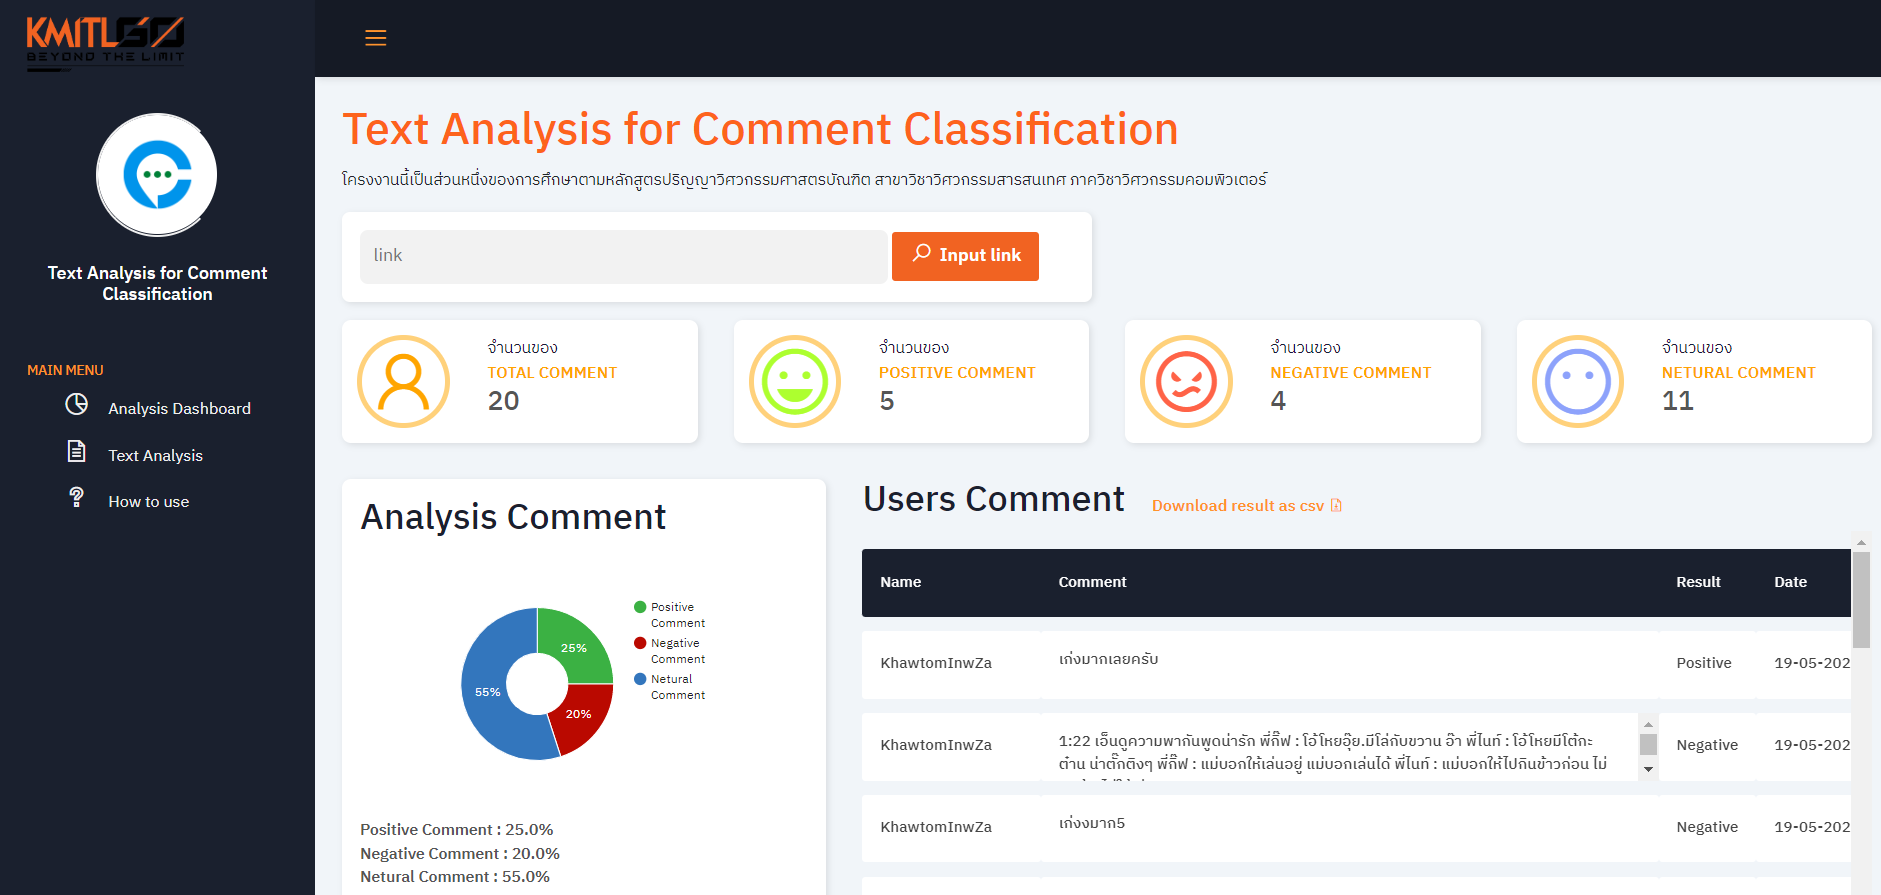 KMITLGO
BEYOND THE LIMIT
Text Analysis for Comment
Classification
MAIN MENU
Analysis Dashboard
Text Analysis
How to use
Text Analysis for Comment Classification
โครงงานนี้เป็นส่วนหนึ่งของการศึกษาตามหลักสูตรปริญญาวิศวกรรมศาสตรบัณฑิต สาขาวิชาวิศวกรรมสารสนเทศ ภาควิชาวิศวกรรมคอมพิวเตอร์
link
Input link
จำนวนของ
TOTAL COMMENT
20
จำนวนของ
POSITIVE COMMENT
5
จำนวนของ
NEGATIVE COMMENT
4
จำนวนของ
NETURAL COMMENT
11
Analysis Comment
25%
55%
20%
Positive
Comment
Negative
Comment
Netural
Comment
Positive Comment : 25.0%
Negative Comment : 20.0%
Netural Comment : 55.0%
Users Comment
Download result as csv
Name Comment Result Date
KhawtomInwZa เก่งมากเลยครับ Positive 19-05-202
KhawtomInwZa 1:22 เอ็นดูความพากันพูดน่ารัก พี่กิ๊ฟ : โอ้โหยอุ๊ย.มีโล่กับขวาน อ๊า พี่ไนท์ : โอ้โหยมีโต้กะ Negative 19-05-202
ต๋าน น่าตั๊กติงๆ พี่กิ๊ฟ : แม่บอกให้เล่นอยู่ แม่บอกเล่นได้ พี่ไนท์ : แม่บอกให้ไปกินข้าวก่อน ไม่
KhawtomInwZa เก่งงมาก5 Negative 19-05-202